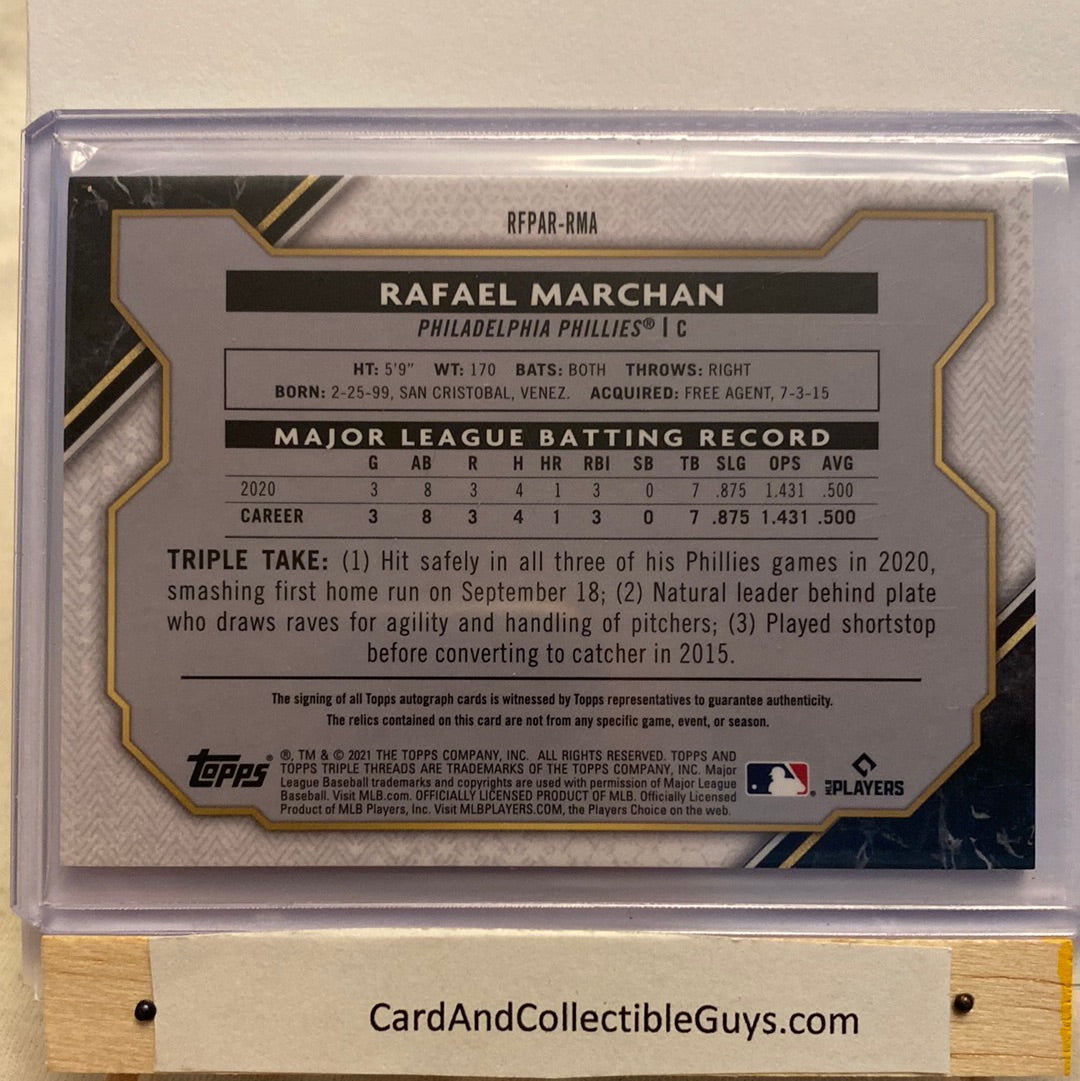 RFPAR-RMA
RAFAEL MARCHAN
PHILADELPHIA PHILLIES® | C
HT: 5'9" WT: 170 BATS: BOTH THROWS: RIGHT
BORN: 2-25-99, SAN CRISTOBAL, VENEZ. ACQUIRED: FREE AGENT, 7-3-15
MAJOR LEAGUE BATTING RECORD
G AB R H HR RBI SB TB SLG OPS AVG
2020 3 8 3 4 1 3 0 7 .875 1.431 .500
CAREER 3 8 3 4 1 3 0 7 .875 1.431 .500
TRIPLE TAKE: (1) Hit safely in all three of his Phillies games in 2020,
smashing first home run on September 18; (2) Natural leader behind plate
who draws raves for agility and handling of pitchers; (3) Played shortstop
before converting to catcher in 2015.
The signing of all Topps autograph cards is witnessed by Topps representatives to guarantee authenticity.
The relics contained on this card are not from any specific game, event, or season.
Topps® ®, TM & © 2021 THE TOPPS COMPANY, INC. ALL RIGHTS RESERVED. TOPPS AND
TOPPS TRIPLE THREADS ARE TRADEMARKS OF THE TOPPS COMPANY, INC. Major
League Baseball trademarks and copyrights are used with permission of Major League
Baseball. Visit MLB.com. OFFICIALLY LICENSED PRODUCT OF MLB. Officially Licensed
Product of MLB Players, Inc. Visit MLBPLAYERS.COM, the Players Choice on the web.
MLB PLAYERS
CardAndCollectibleGuys.com